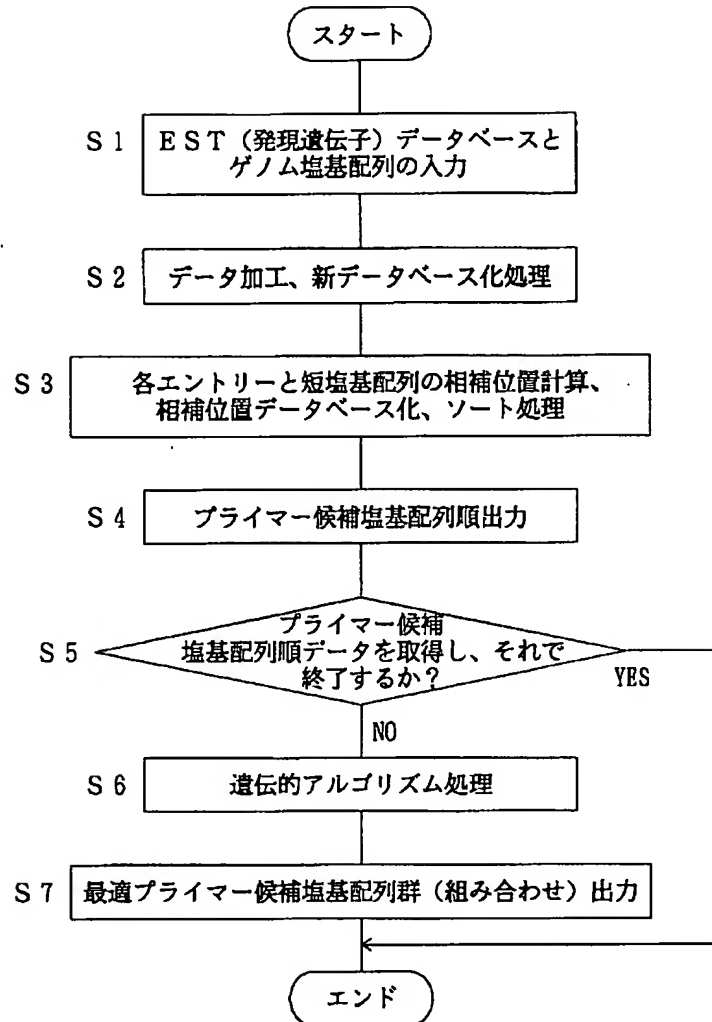 スタート
S1 EST(発現遺伝子)データベースと
ゲノム塩基配列の入力
S2 データ加工、新データベース化処理
S3 各エントリーと短塩基配列の相補位置計算、
相補位置データベース化、ソート処理
S4 プライマー候補塩基配列順出力
プライマー候補
S5 塩基配列順データを取得し、それで
終了するか?
YES
NO
S6 遺伝的アルゴリズム処理
S7 最適プライマー候補塩基配列群(組み合わせ)出力
エンド